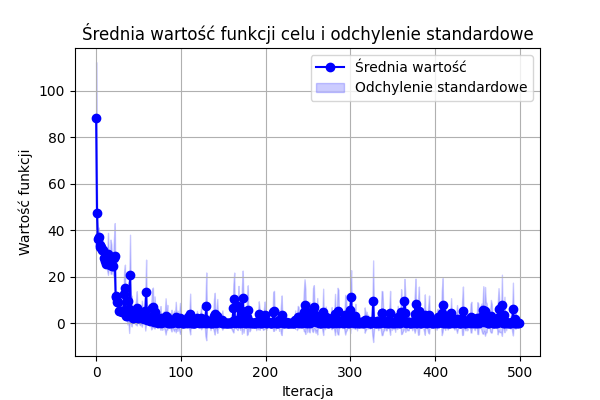 Średnia wartość funkcji celu i odchylenie standardowe
Średnia wartość
Odchylenie standardowe
Wartość funkcji
100
80
60
40
20
0
0 100 200 300 400 500
Iteracja